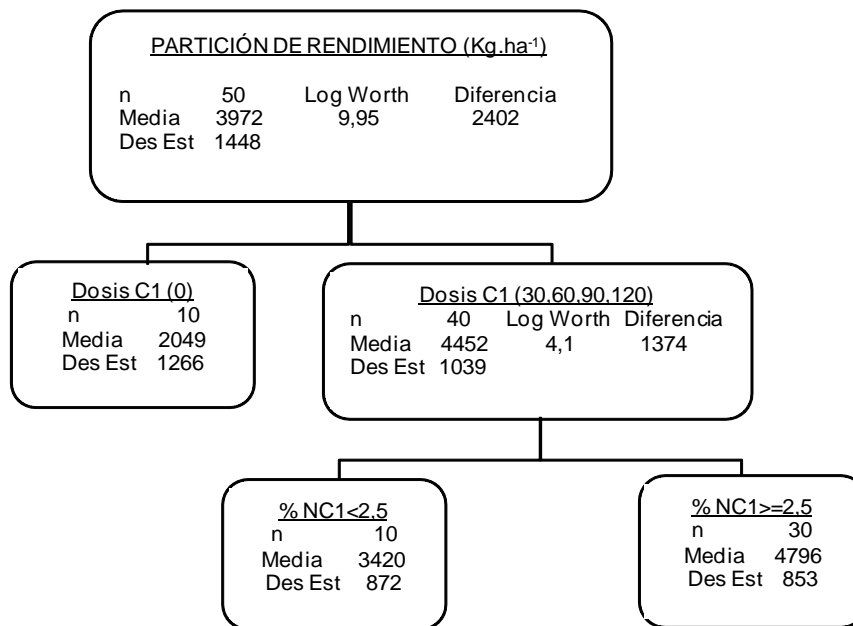 PARTICIÓN DE RENDIMIENTO (Kg.ha⁻¹)
n 50 Log Worth Diferencia
Media 3972 9,95 2402
Des Est 1448
Dosis C1 (0)
n 10
Media 2049
Des Est 1266
Dosis C1 (30,60,90,120)
n 40 Log Worth Diferencia
Media 4452 4,1 1374
Des Est 1039
% NC1<2,5
n 10
Media 3420
Des Est 872
% NC1>=2,5
n 30
Media 4796
Des Est 853